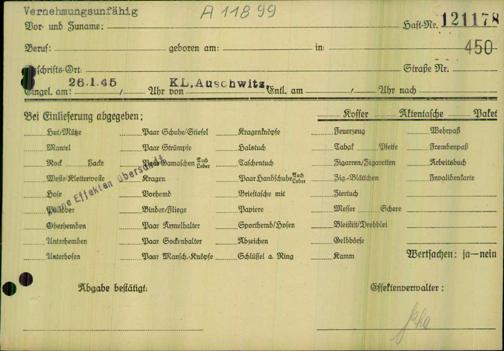 Vernehmungsunfähig A 11899
Vor- und Zuname: Haft-Nr. 121178
Beruf: geboren am: in: 450
Anschrifts-Ort: Straße Nr.
Eingel. am: 26.1.45 Uhr von KL. Auschwitz Entl. am Uhr nach
Bei Einlieferung abgegeben: Koffer Aktentasche Paket
Hut/Mütze Paar Schuhe/Stiefel Kragenknöpfe Feuerzeug Wehrpaß
Mantel Paar Strümpfe Halstuch Tabak Pfeife Fremdenpaß
Rock Jacke Paar Gamaschen Tuch Leder Taschentuch Zigarren/Zigaretten Arbeitsbuch
Weste/Kletterweste Kragen Paar Handschuhe Tuch Leder Zig-Blättchen Invalidenkarte
Hose Vorhemd Brieftasche mit Ziertuch
Pullover Binder/Fliege Papiere Messer Schere
Oberhemden Paar Ärmelhalter Sporthemd/Hosen Bleistift/Drehblei
Unterhemden Paar Sockenhalter Abzeichen Geldbörse
Unterhosen Paar Mansch.-Knöpfe Schlüssel a. Ring Kamm Wertsachen: ja—nein
Keine Effekten übersandt
Abgabe bestätigt: Effektenverwalter: